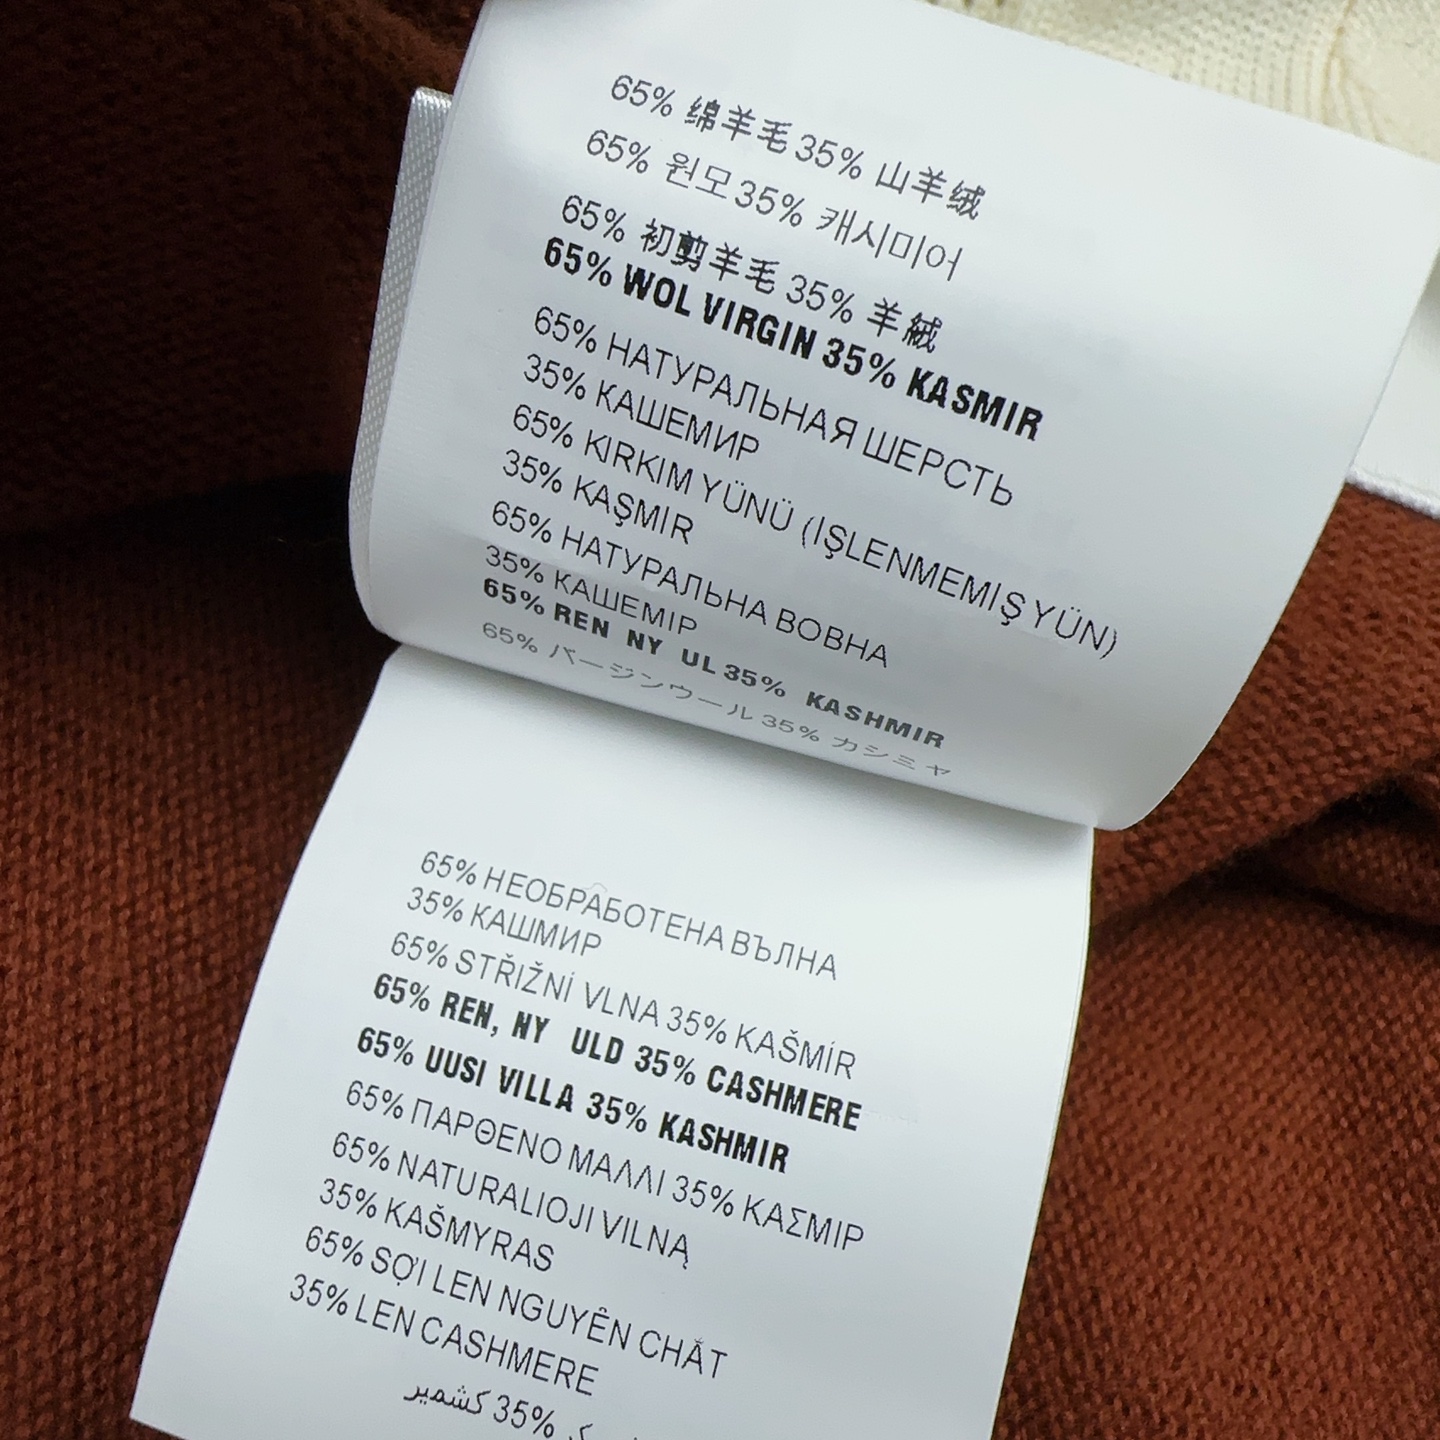 65% 绵羊毛 35% 山羊绒
65% 원모 35% 캐시미어
65% 初剪羊毛 35% 羊絨
65% WOL VIRGIN 35% KASMIR
65% НАТУРАЛЬНАЯ ШЕРСТЬ
35% КАШЕМИР
65% KIRKIM YÜNÜ (IŞLENMEMIŞ YÜN)
35% KAŞMIR
65% НАТУРАЛЬНА ВОВНА
35% КАШЕМІР
65% REN NY UL 35% KASHMIR
65% バージンウール 35% カシミヤ
65% НЕОБРАБОТЕНА ВЪЛНА
35% КАШМИР
65% STŘIŽNÍ VLNA 35% KAŠMÍR
65% REN, NY ULD 35% CASHMERE
65% UUSI VILLA 35% KASHMIR
65% ΠΑΡΘΕΝΟ ΜΑΛΛΙ 35% ΚΑΣΜΙΡ
65% NATURALIOJI VILNĄ
35% KAŠMYRAS
65% SỢI LEN NGUYÊN CHẤT
35% LEN CASHMERE
35% كشمير